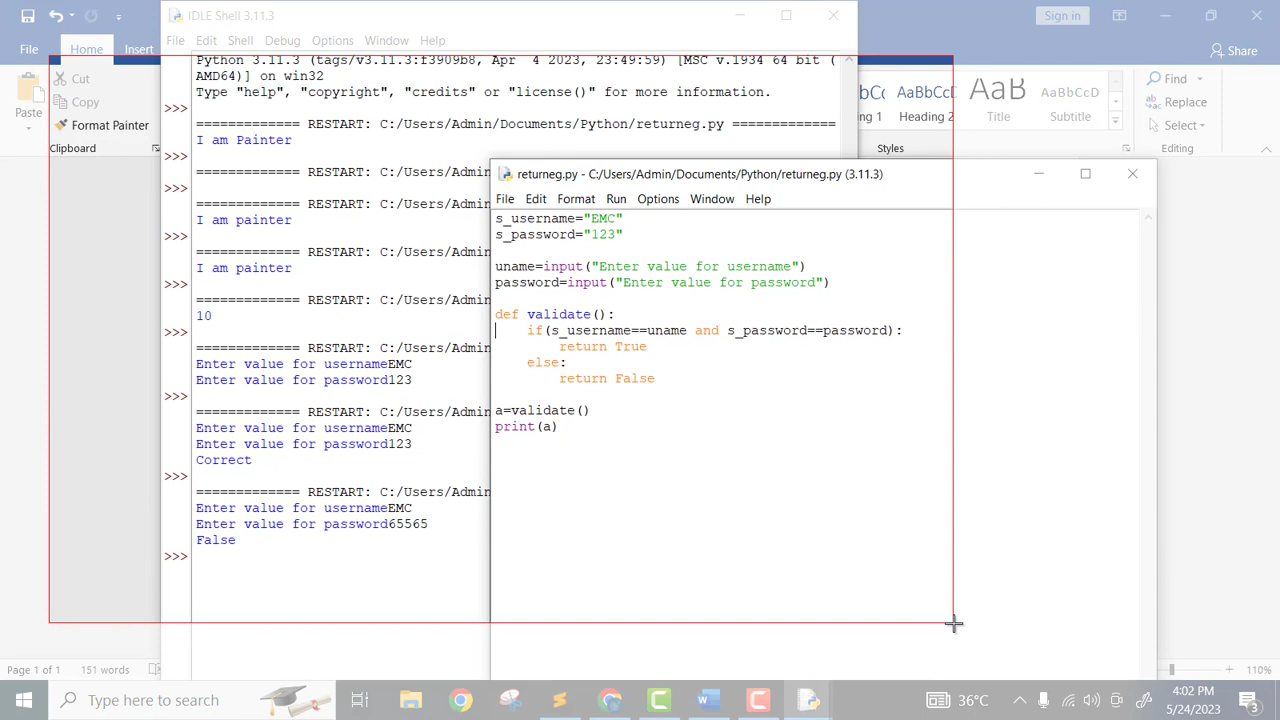 IDLE Shell 3.11.3
Sign in
File Home Insert
Share
File Edit Shell Debug Options Window Help
Paste
Cut
Copy
Format Painter
Clipboard
Python 3.11.3 (tags/v3.11.3:f3909b8, Apr 4 2023, 23:49:59) [MSC v.1934 64 bit (
AMD64)] on win32
Type "help", "copyright", "credits" or "license()" for more information.
>>>
============= RESTART: C:/Users/Admin/Documents/Python/returneg.py =============
I am Painter
>>>
============= RESTART: C:/Users/Admin
>>>
============= RESTART: C:/Users/Admin
I am painter
>>>
============= RESTART: C:/Users/Admin
I am painter
>>>
============= RESTART: C:/Users/Admin
10
>>>
============= RESTART: C:/Users/Admin
Enter value for usernameEMC
Enter value for password123
>>>
============= RESTART: C:/Users/Admin
Enter value for usernameEMC
Enter value for password123
Correct
>>>
============= RESTART: C:/Users/Admin
Enter value for usernameEMC
Enter value for password65565
False
>>>
AaBbCc AaBbCcD AaB AaBbCcD
Heading 2 Title Subtitle
Styles
Find
Replace
Select
Editing
returneg.py - C:/Users/Admin/Documents/Python/returneg.py (3.11.3)
File Edit Format Run Options Window Help
s_username="EMC"
s_password="123"
uname=input("Enter value for username")
password=input("Enter value for password")
def validate():
if(s_username==uname and s_password==password):
return True
else:
return False
a=validate()
print(a)
Page 1 of 1 151 words
110%
Type here to search
36°C
4:02 PM
5/24/2023
3